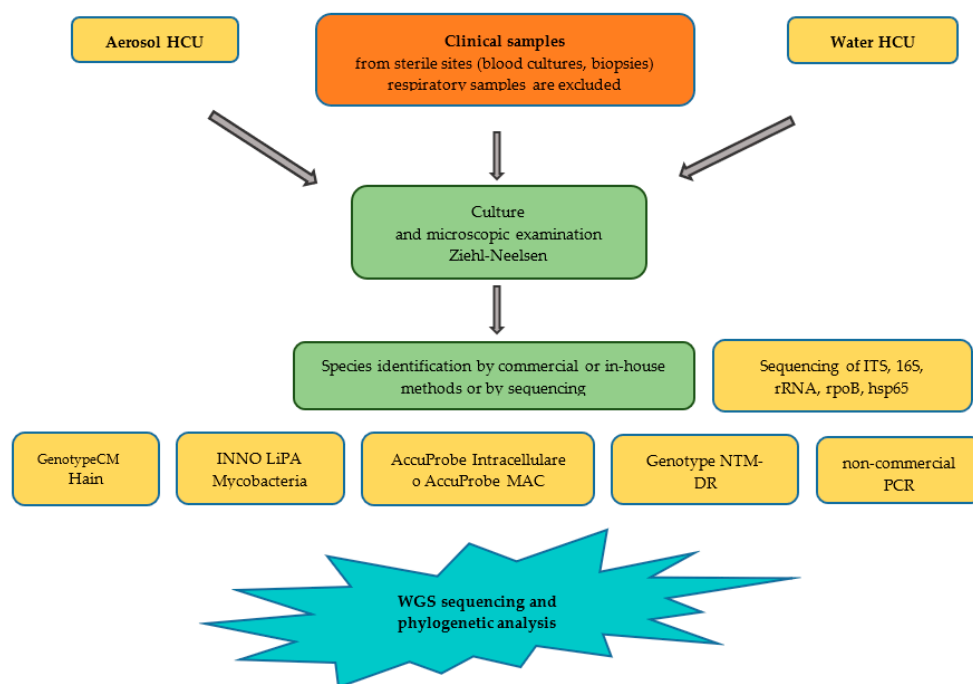 Aerosol HCU
Clinical samples
from sterile sites (blood cultures, biopsies)
respiratory samples are excluded
Water HCU
Culture
and microscopic examination
Ziehl-Neelsen
Species identification by commercial or in-house
methods or by sequencing
Sequencing of ITS, 16S,
rRNA, rpoB, hsp65
GenotypeCM
Hain
INNO LiPA
Mycobacteria
AccuProbe Intracellulare
o AccuProbe MAC
Genotype NTM-
DR
non-commercial
PCR
WGS sequencing and
phylogenetic analysis